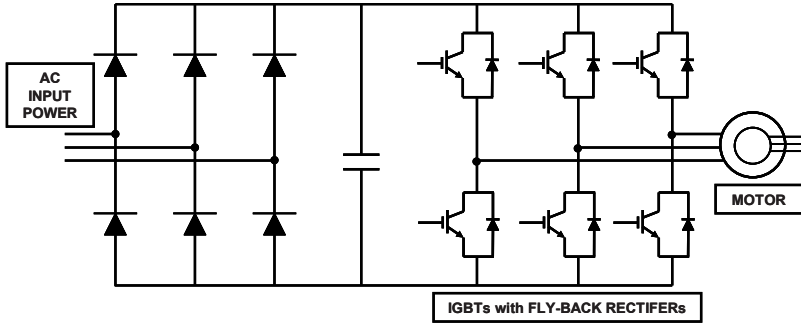 AC
INPUT
POWER
MOTOR
IGBTs with FLY-BACK RECTIFERs